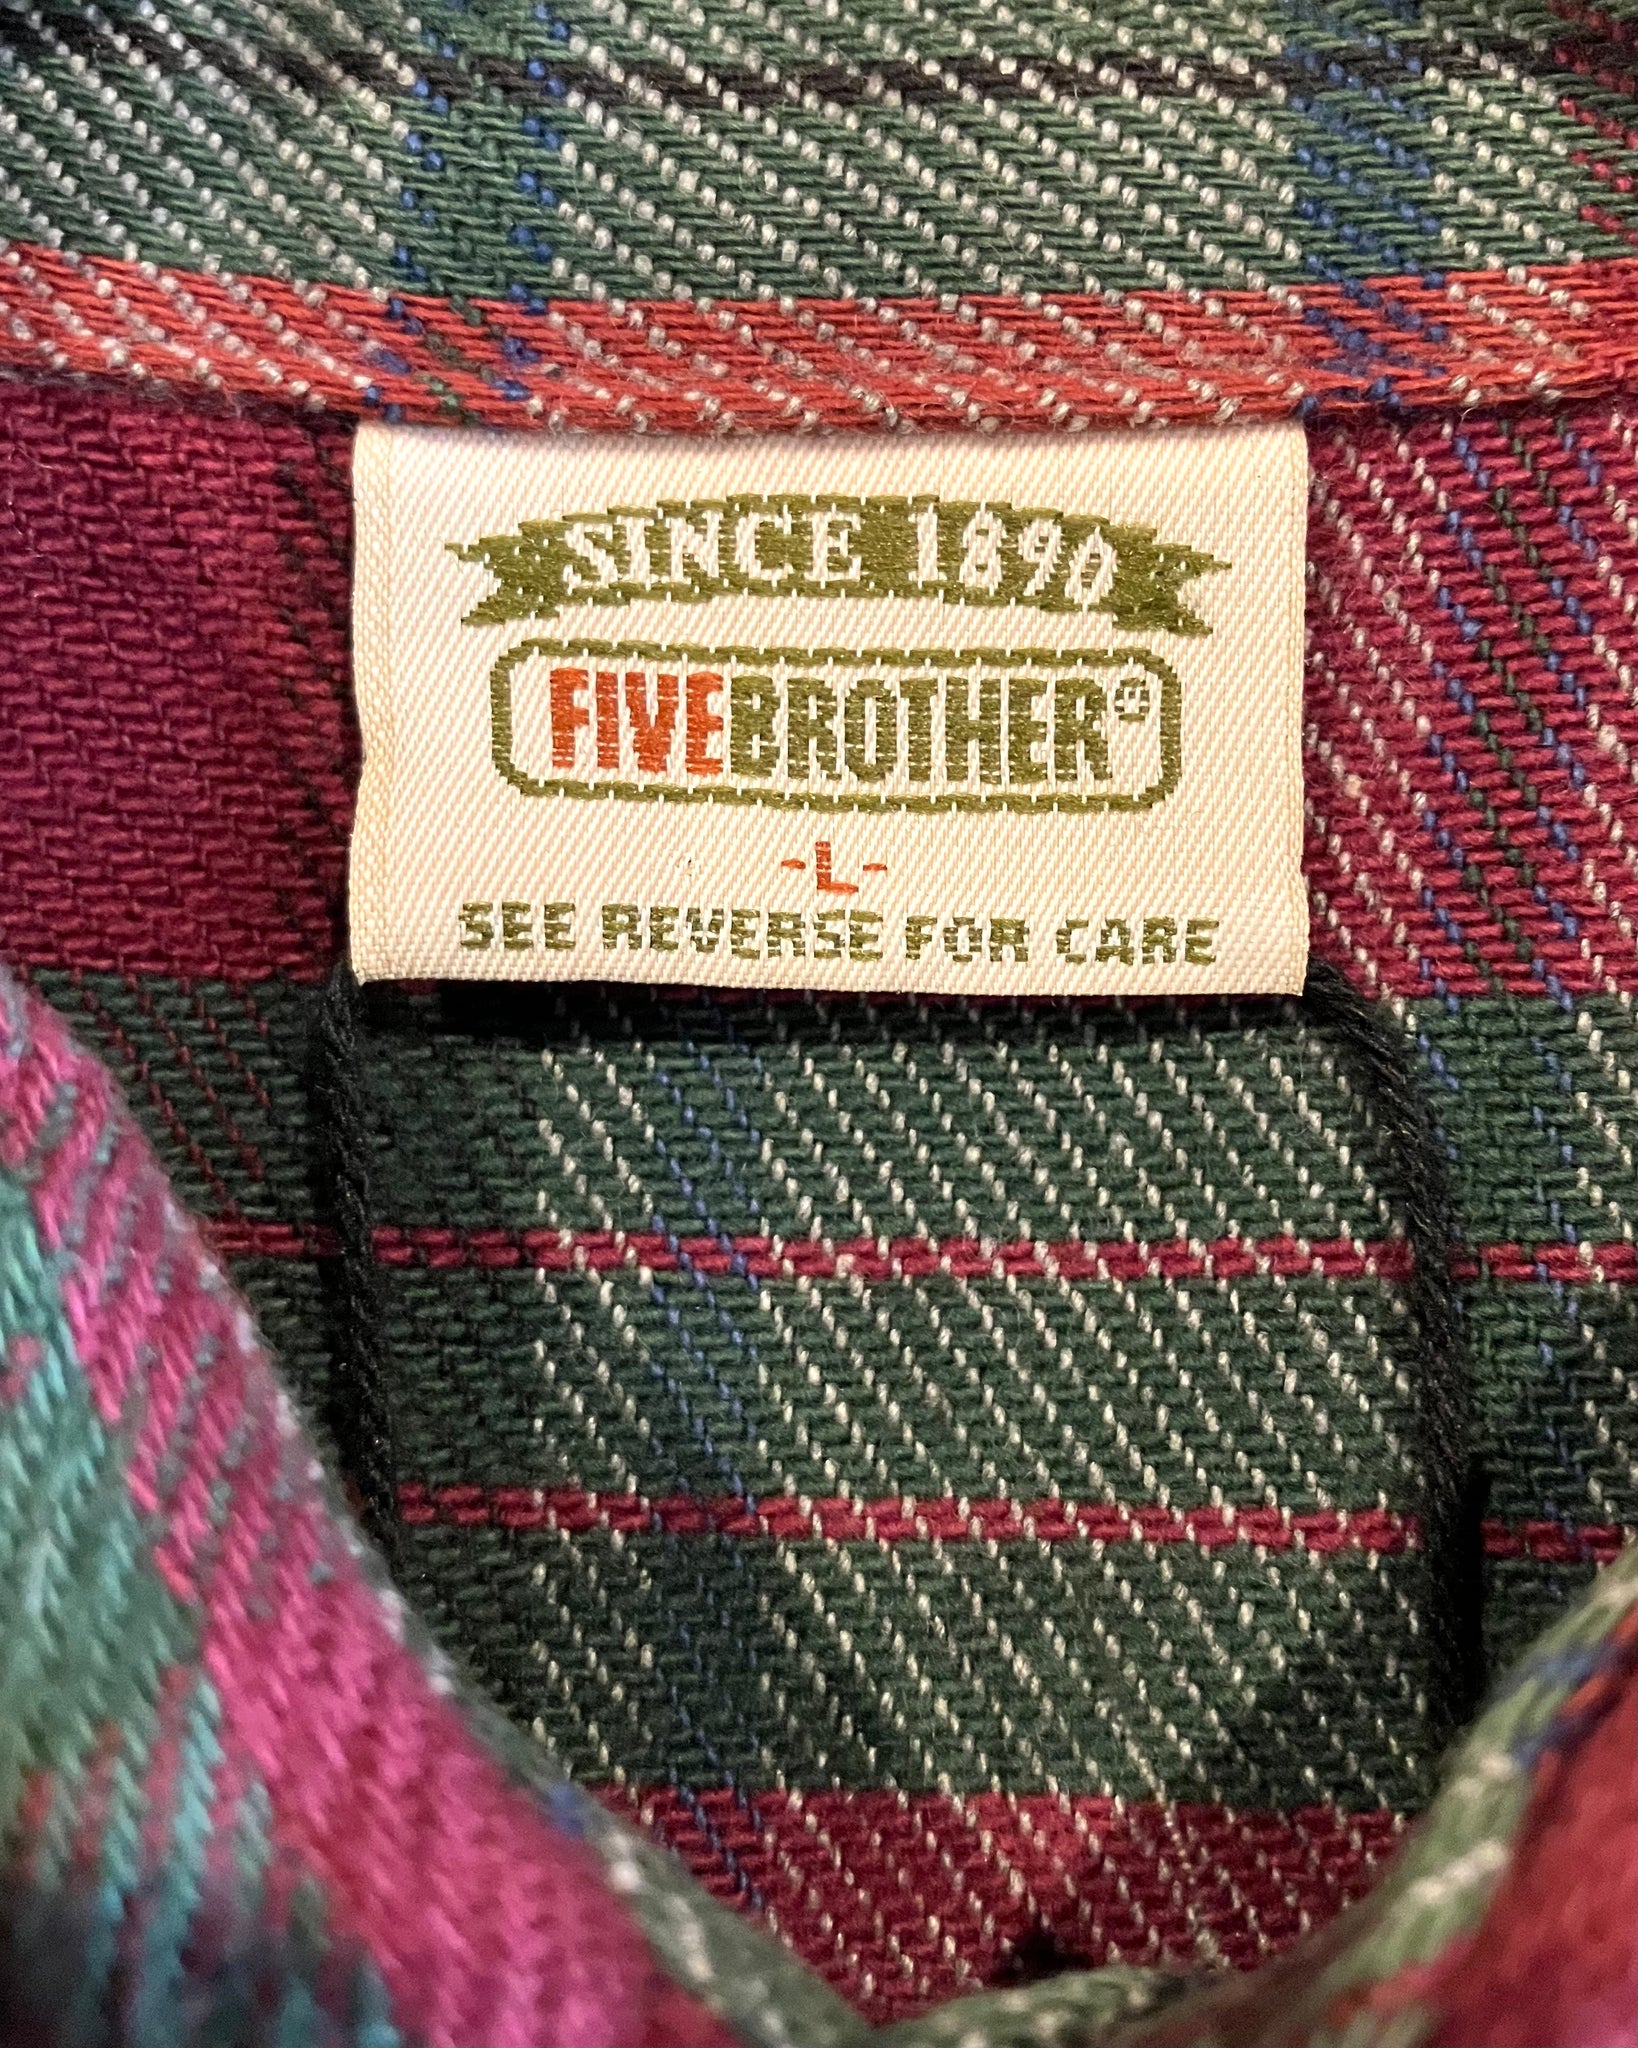 SINCE 1890
FIVEBROTHER®
-L-
SEE REVERSE FOR CARE